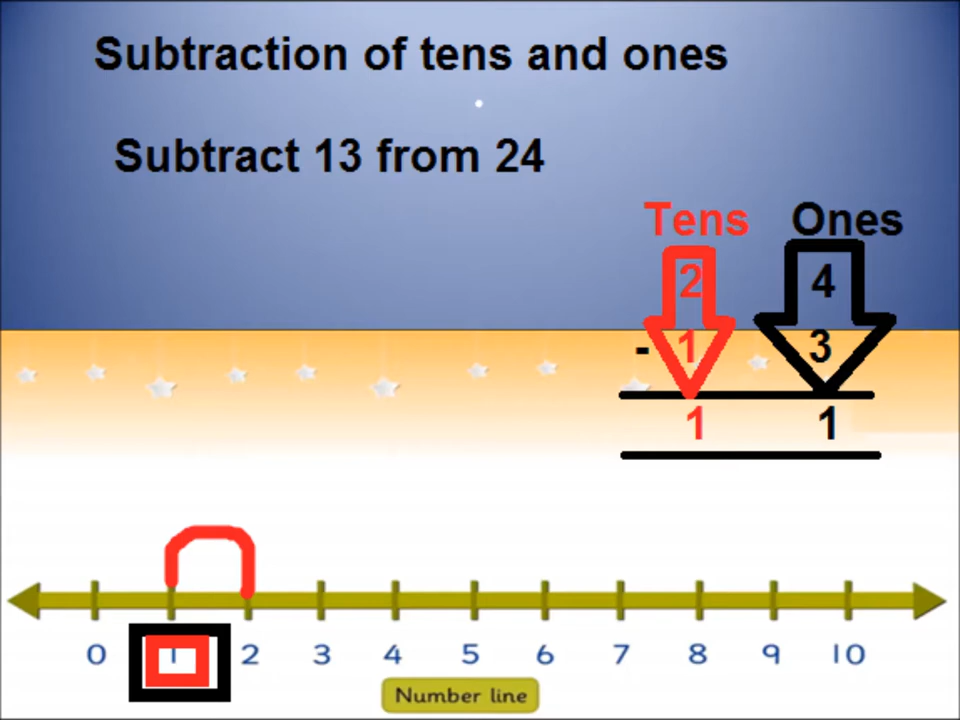 Subtraction of tens and ones
Subtract 13 from 24
Tens Ones
2 4
- 1 3
1 1
0 1 2 3 4 5 6 7 8 9 10
Number line